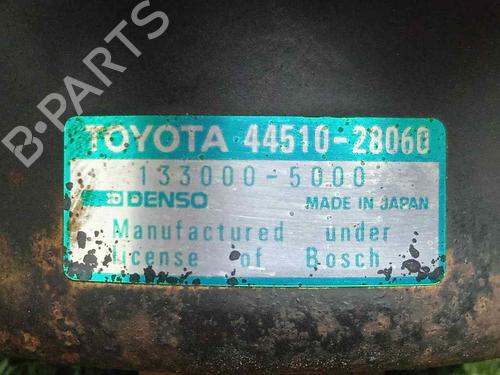 B-PARTS
TOYOTA 44510-28060
133000-5000
DENSO MADE IN JAPAN
Manufactured under
license of Bosch